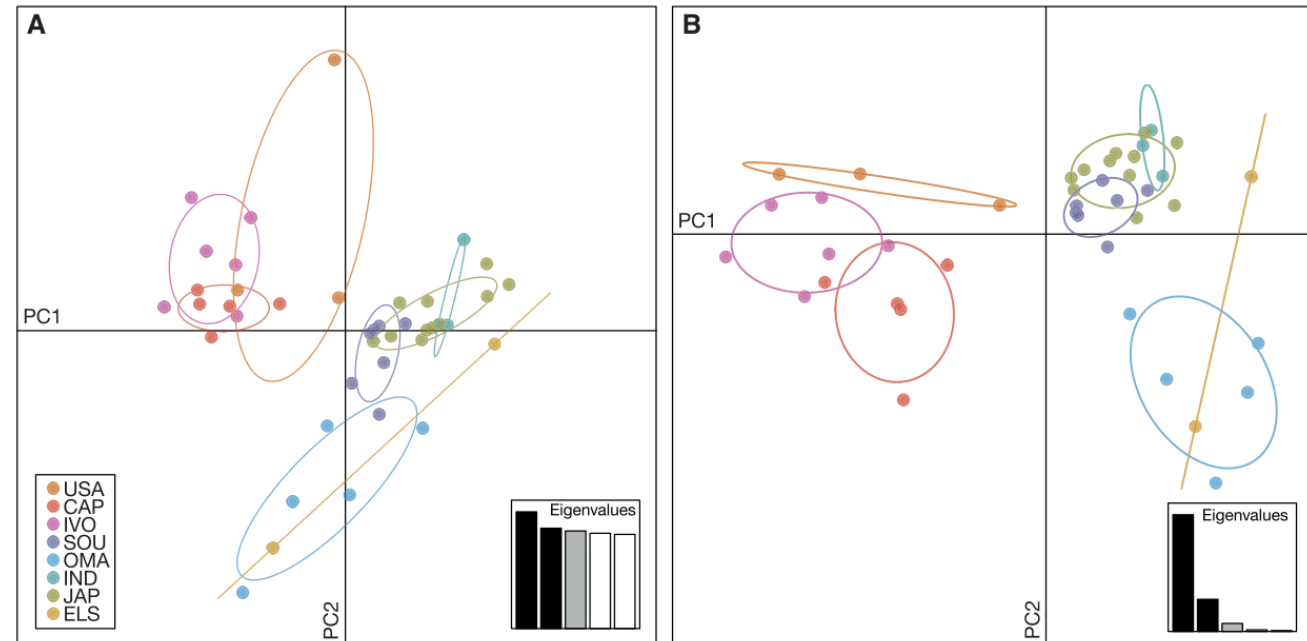 A
PC1
PC2
USA
CAP
IVO
SOU
OMA
IND
JAP
ELS
Eigenvalues
B
PC1
PC2
Eigenvalues